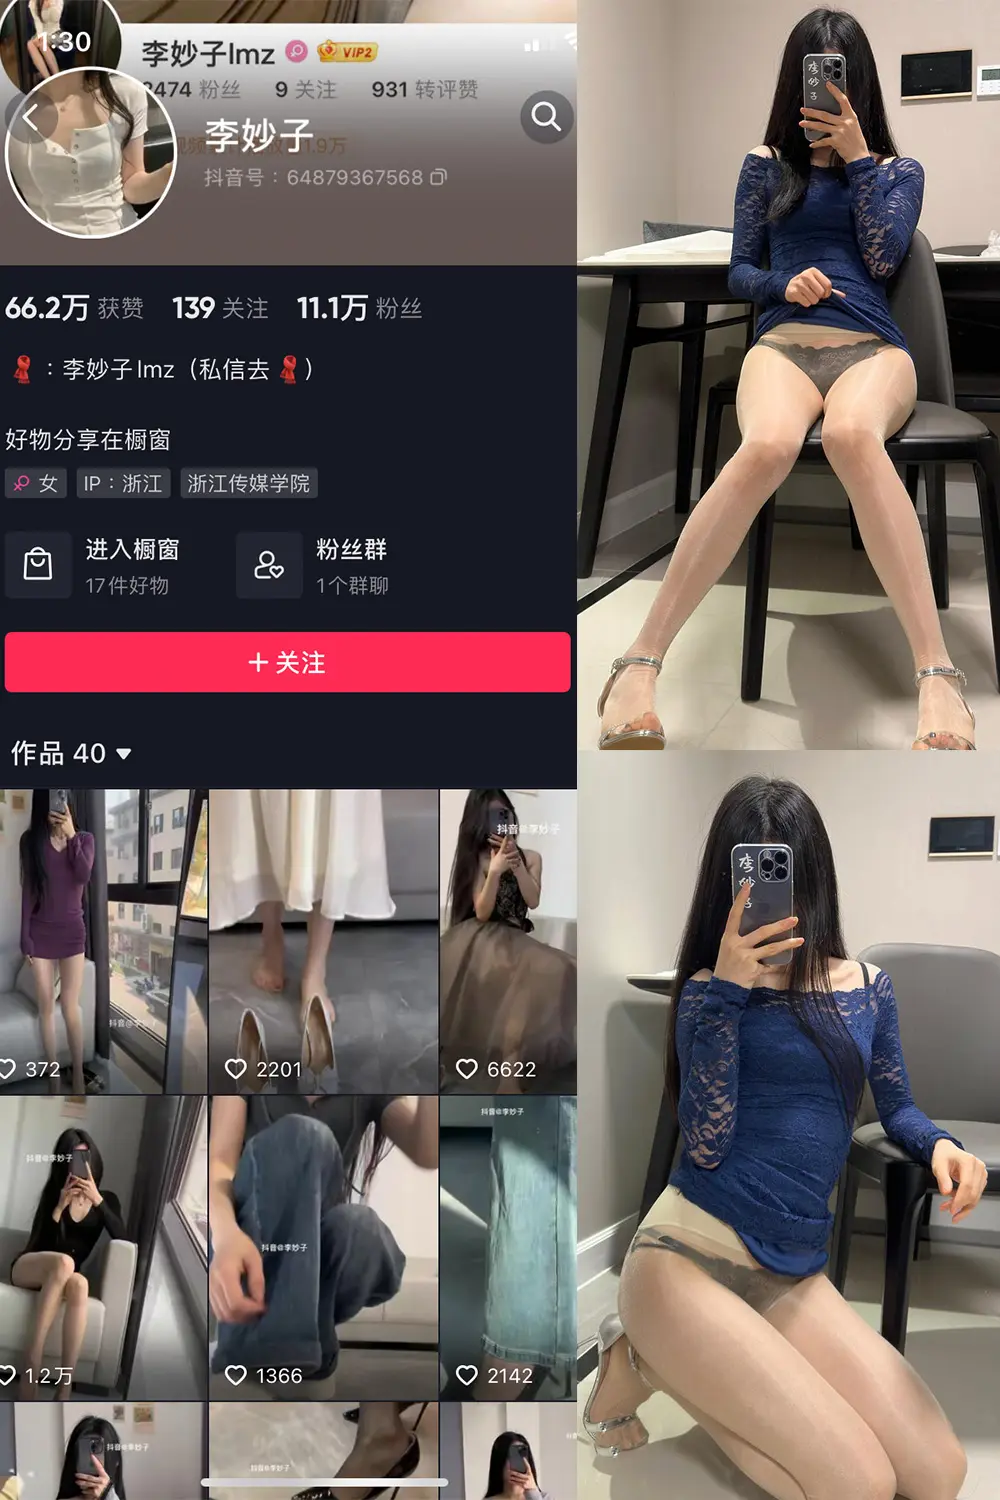 1:30
李妙子lmz VIP2
3474 粉丝 9 关注 931 转评赞
李妙子
抖音号：64879367568
66.2万 获赞 139 关注 11.1万 粉丝
：李妙子lmz（私信去 ）
好物分享在橱窗
女 IP：浙江 浙江传媒学院
进入橱窗
17件好物
粉丝群
1个群聊
+ 关注
作品 40
抖音@李妙子
372
2201
抖音@李妙子
6622
抖音@李妙子
1.2万
抖音@李妙子
1366
抖音@李妙子
2142
抖音@李妙子
抖音@李妙子
李妙子
李妙子